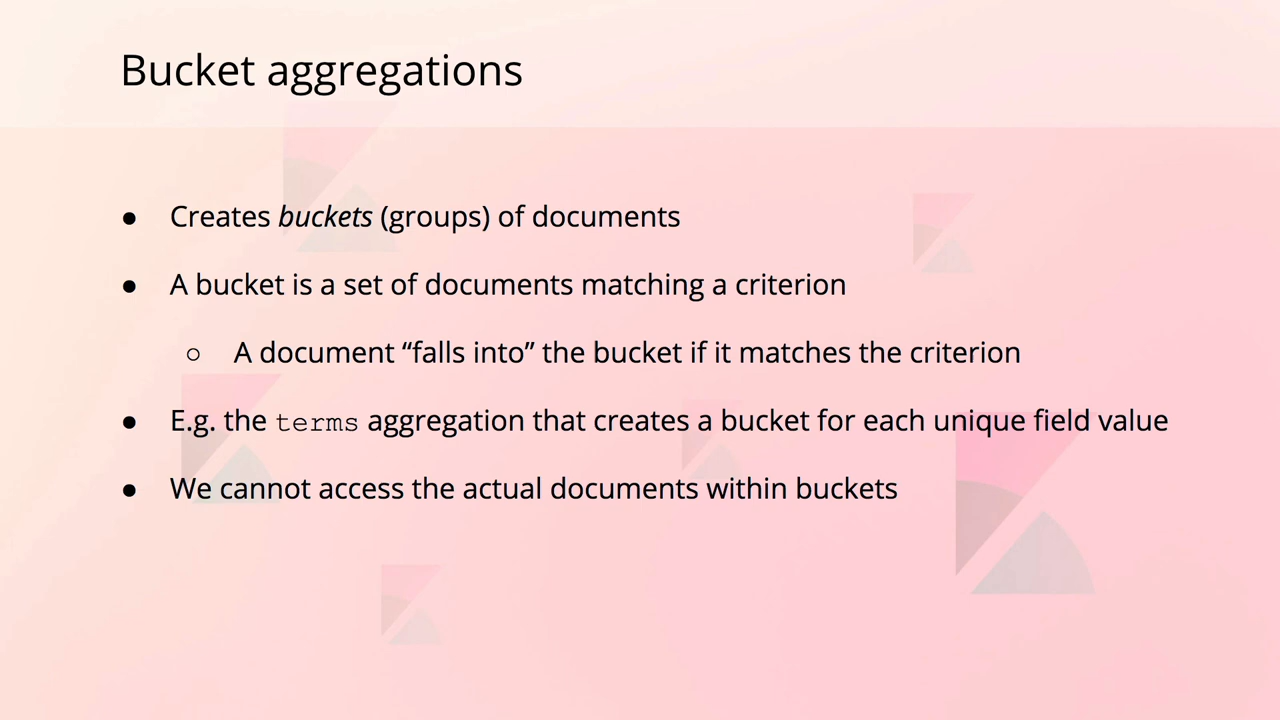 Bucket aggregations
● Creates buckets (groups) of documents
● A bucket is a set of documents matching a criterion
○ A document “falls into” the bucket if it matches the criterion
● E.g. the terms aggregation that creates a bucket for each unique field value
● We cannot access the actual documents within buckets